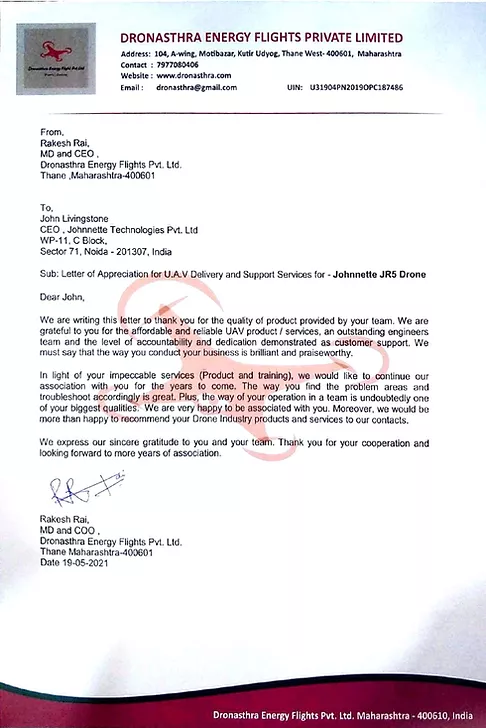 DRONASTHRA ENERGY FLIGHTS PRIVATE LIMITED
Address: 104, A-wing, Motibazar, Kutir Udyog, Thane West- 400601, Maharashtra
Contact : 7977080406
Website : www.dronasthra.com
Email : dronasthra@gmail.com UIN: U31904PN2019OPC187486
Dronasthra Energy Flight Pvt.Ltd
From,
Rakesh Rai,
MD and CEO ,
Dronasthra Energy Flights Pvt. Ltd.
Thane ,Maharashtra-400601
To,
John Livingstone
CEO , Johnnette Technologies Pvt. Ltd
WP-11, C Block,
Sector 71, Noida - 201307, India
Sub: Letter of Appreciation for U.A.V Delivery and Support Services for - Johnnette JR5 Drone
Dear John,
We are writing this letter to thank you for the quality of product provided by your team. We are
grateful to you for the affordable and reliable UAV product / services, an outstanding engineers
team and the level of accountability and dedication demonstrated as customer support. We
must say that the way you conduct your business is brilliant and praiseworthy.
In light of your impeccable services (Product and training), we would like to continue our
association with you for the years to come. The way you find the problem areas and
troubleshoot accordingly is great. Plus, the way of your operation in a team is undoubtedly one
of your biggest qualities. We are very happy to be associated with you. Moreover, we would be
more than happy to recommend your Drone Industry products and services to our contacts.
We express our sincere gratitude to you and your team. Thank you for your cooperation and
looking forward to more years of association.
Rakesh Rai,
MD and COO ,
Dronasthra Energy Flights Pvt. Ltd.
Thane Maharashtra-400601
Date 19-05-2021
Dronasthra Energy Flights Pvt. Ltd. Maharashtra - 400610, India